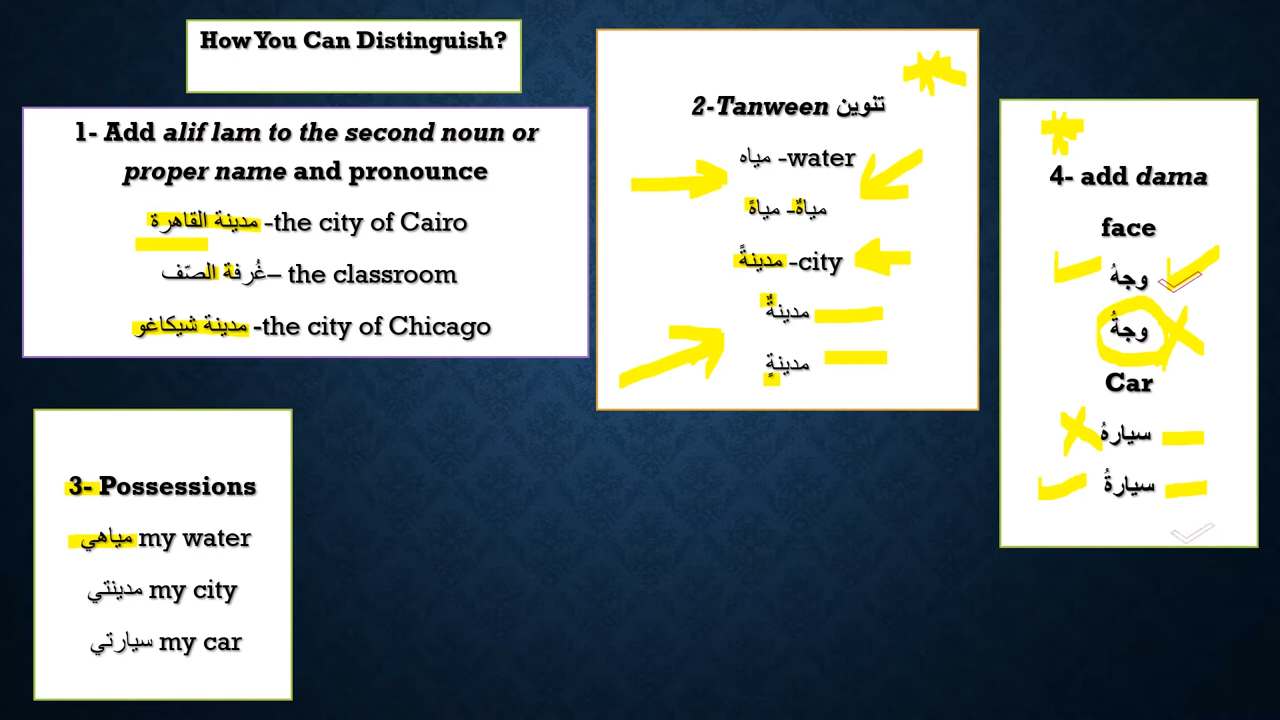 How You Can Distinguish?
1- Add alif lam to the second noun or
proper name and pronounce
مدينة القاهرة -the city of Cairo
غُرفة الصّف – the classroom
مدينة شيكاغو -the city of Chicago
2-Tanween تنوين
مياه -water
مياهٌ- مياهً
مدينةً -city
مدينةٌ
مدينةٍ
3- Possessions
مياهي my water
مدينتي my city
سيارتي my car
4- add dama
face
وجهُ
وجةُ
Car
سيارهُ
سيارةُ